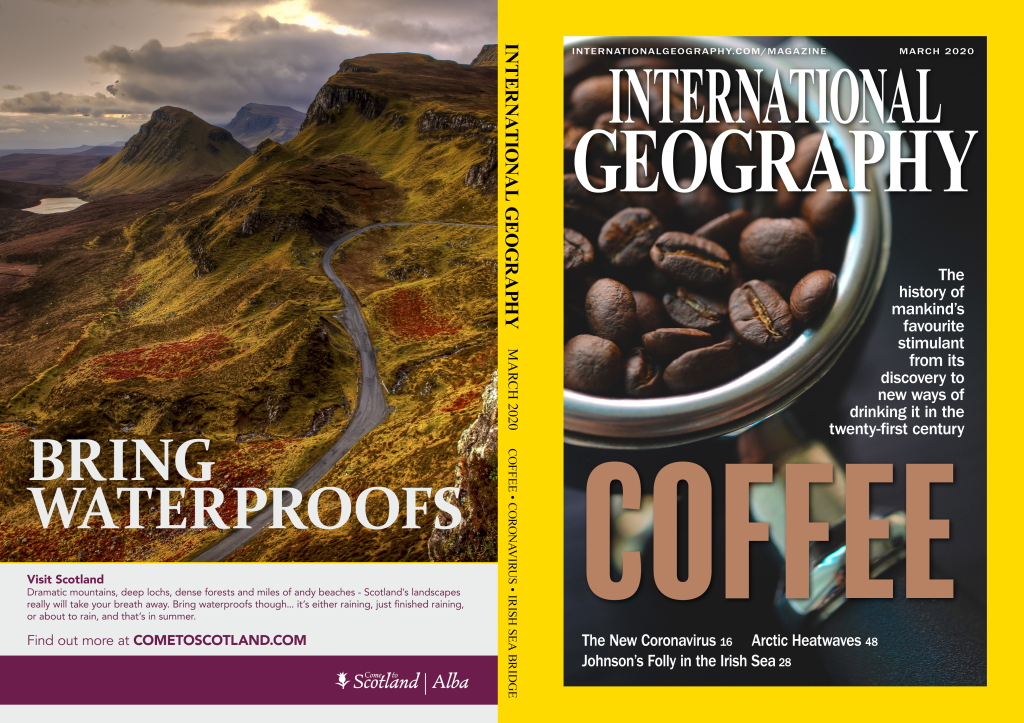 BRING
WATERPROOFS
Visit Scotland
Dramatic mountains, deep lochs, dense forests and miles of andy beaches - Scotland's landscapes
really will take your breath away. Bring waterproofs though... it's either raining, just finished raining,
or about to rain, and that's in summer.
Find out more at COMETOSCOTLAND.COM
Come to
Scotland | Alba
INTERNATIONAL GEOGRAPHY MARCH 2020 COFFEE • CORONAVIRUS • IRISH SEA BRIDGE
INTERNATIONALGEOGRAPHY.COM/MAGAZINE MARCH 2020
INTERNATIONAL
GEOGRAPHY
The
history of
mankind's
favourite
stimulant
from its
discovery to
new ways of
drinking it in the
twenty-first century
COFFEE
The New Coronavirus 16 Arctic Heatwaves 48
Johnson's Folly in the Irish Sea 28